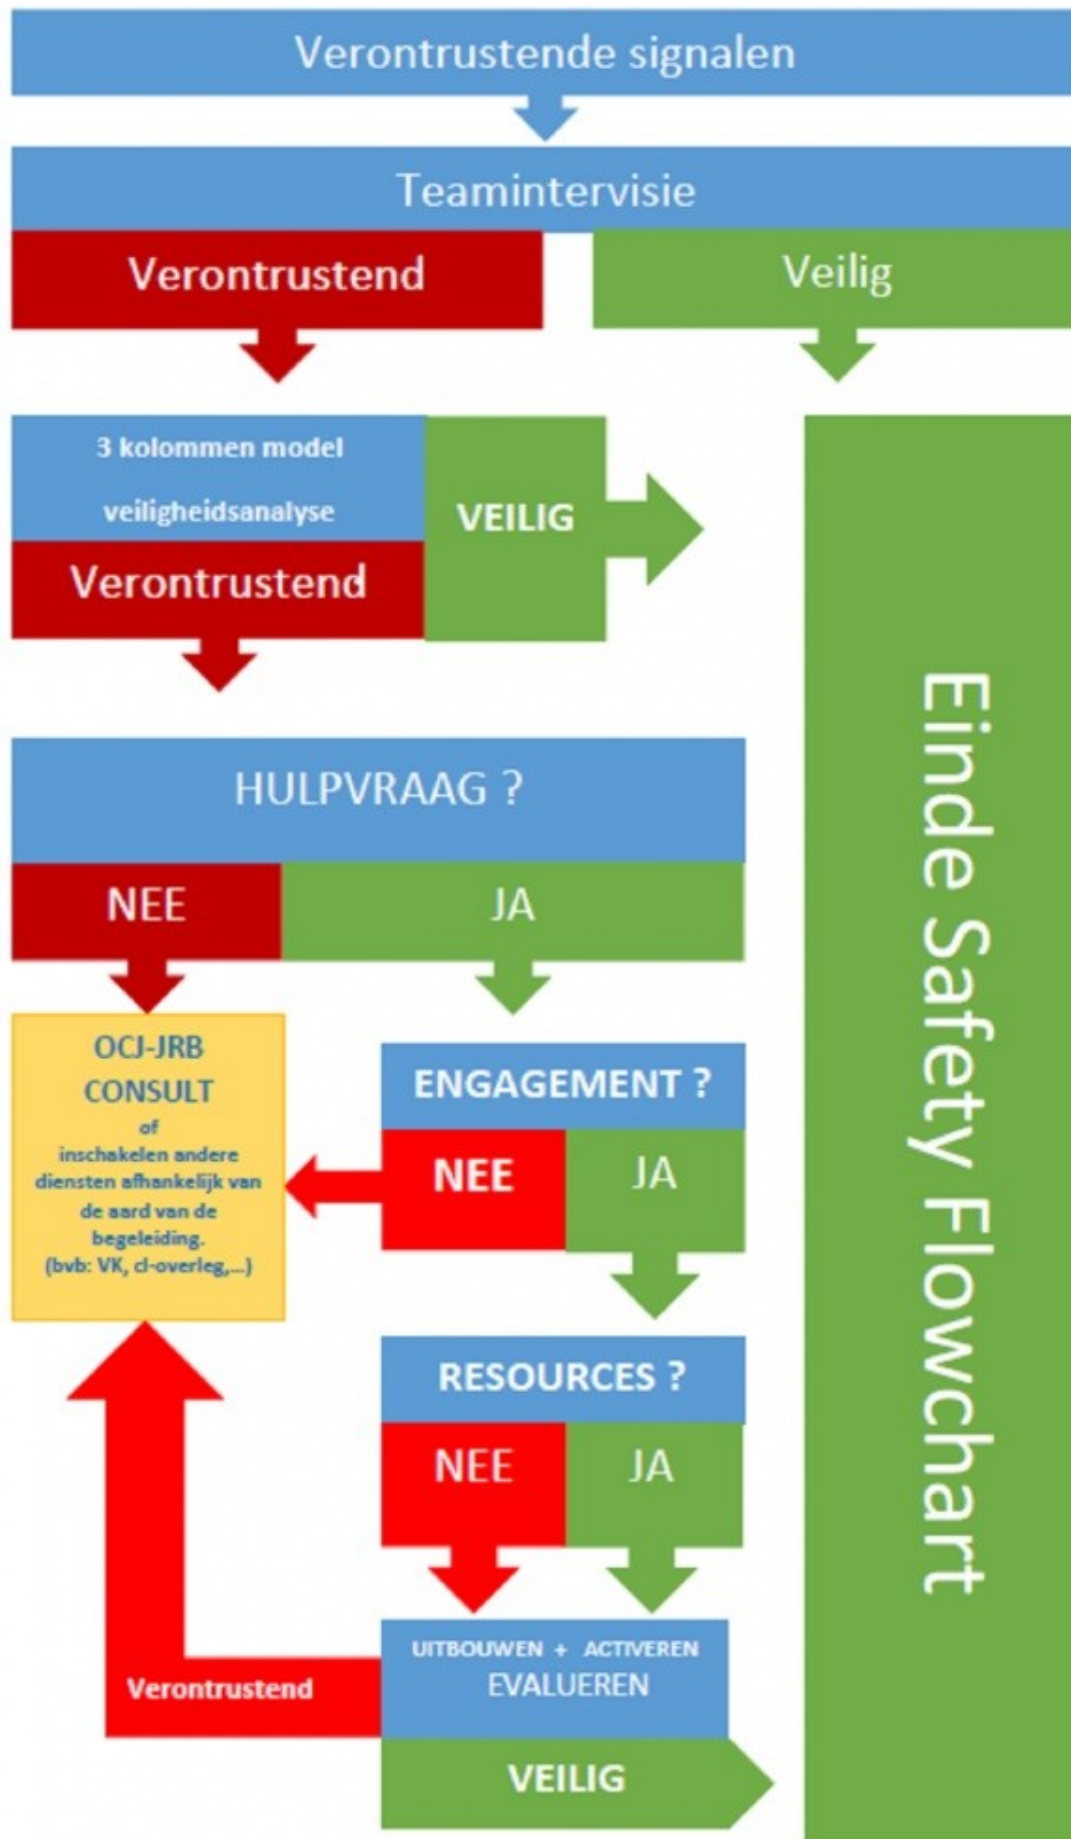 Verontrustende signalen
Teamintervisie
Verontrustend
Veilig
3 kolommen model
veiligheidsanalyse
VEILIG
Verontrustend
HULPVRAAG ?
NEE
JA
OCJ-JRB
CONSULT
of
inschakelen andere
diensten afhankelijk van
de aard van de
begeleiding.
(bvb: VK, cl-overleg,...)
ENGAGEMENT ?
NEE
JA
RESOURCES ?
NEE
JA
UITBOUWEN + ACTIVEREN
EVALUEREN
Verontrustend
VEILIG
Einde Safety Flowchart